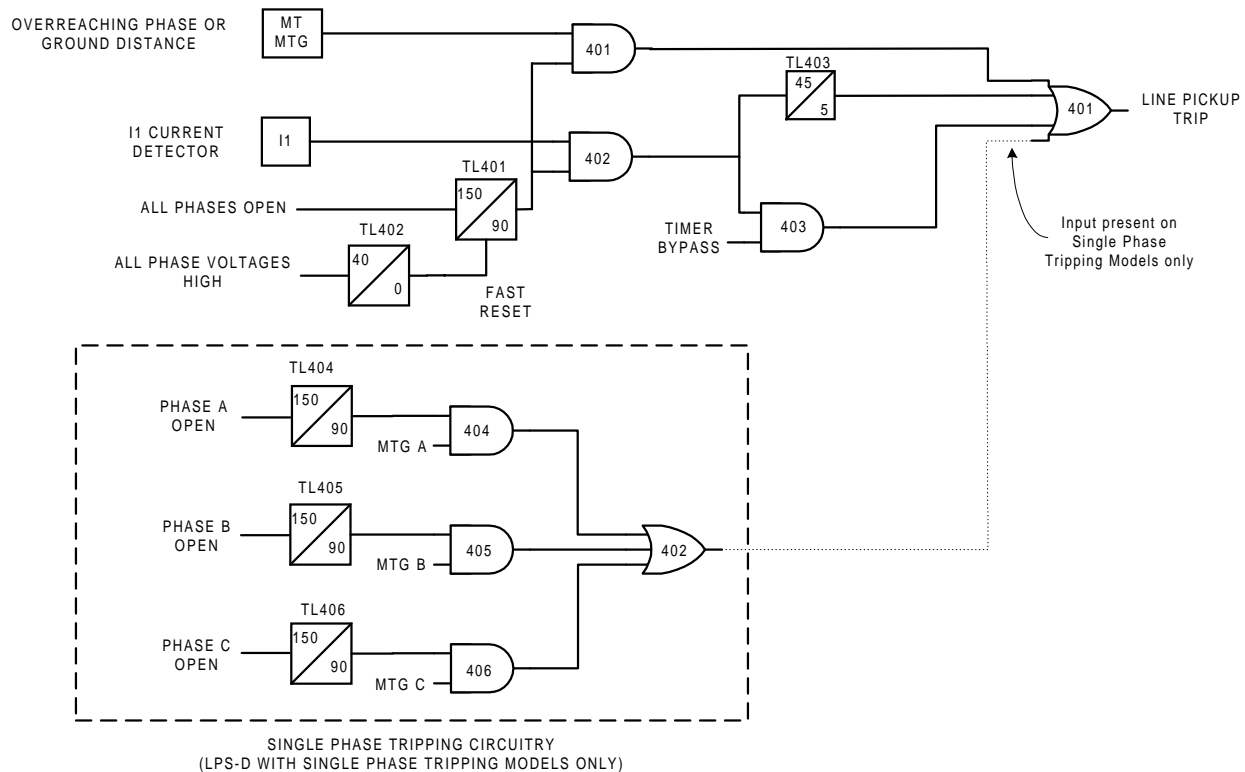 OVERREACHING PHASE OR
GROUND DISTANCE
MT
MTG
401
TL403
45
5
401
LINE PICKUP
TRIP
I1 CURRENT
DETECTOR
I1
402
TL401
150
90
ALL PHASES OPEN
TL402
40
0
ALL PHASE VOLTAGES
HIGH
FAST
RESET
TIMER
BYPASS
403
Input present on
Single Phase
Tripping Models only
TL404
150
90
PHASE A
OPEN
404
MTG A
TL405
150
90
PHASE B
OPEN
405
MTG B
402
TL406
150
90
PHASE C
OPEN
406
MTG C
SINGLE PHASE TRIPPING CIRCUITRY
(LPS-D WITH SINGLE PHASE TRIPPING MODELS ONLY)